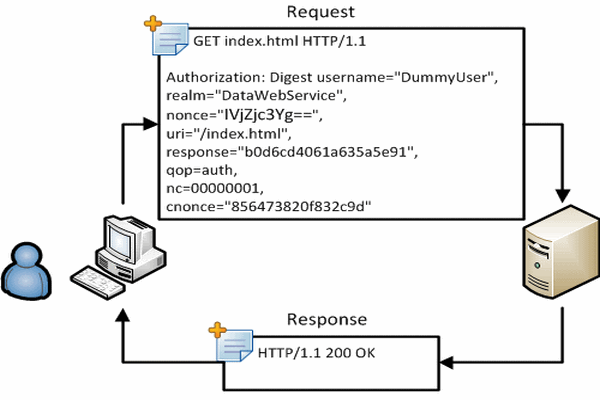 Request
GET index.html HTTP/1.1
Authorization: Digest username="DummyUser",
realm="DataWebService",
nonce="IVjZjc3Yg==",
uri="/index.html",
response="b0d6cd4061a635a5e91",
qop=auth,
nc=00000001,
cnonce="856473820f832c9d"
Response
HTTP/1.1 200 OK